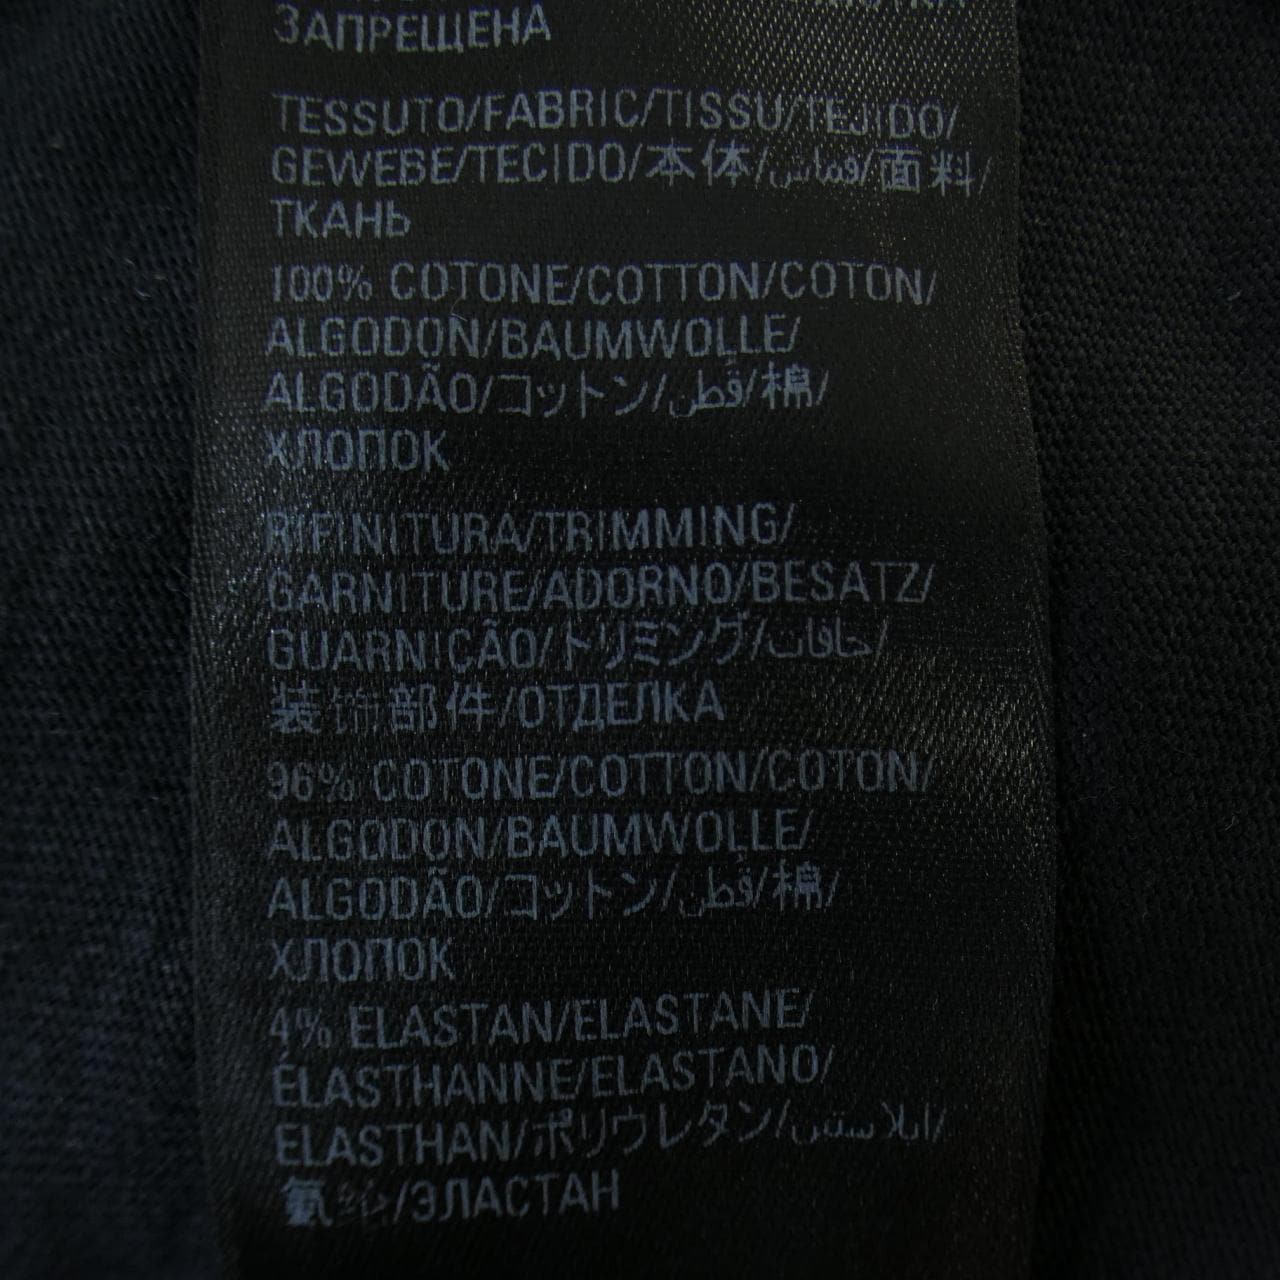 ЗАПРЕЩЕНА
TESSUTO/FABRIC/TISSU/TEJIDO/
GEWEBE/TECIDO/本体/قماش/面料/
ТКАНЬ
100% COTONE/COTTON/COTON/
ALGODON/BAUMWOLLE/
ALGODÃO/コットン/قطن/棉/
ХЛОПОК
RIFINITURA/TRIMMING/
GARNITURE/ADORNO/BESATZ/
GUARNIÇÃO/トリミング/حافات/
装饰部件/ОТДЕЛКА
96% COTONE/COTTON/COTON/
ALGODON/BAUMWOLLE/
ALGODÃO/コットン/قطن/棉/
ХЛОПОК
4% ELASTAN/ELASTANE/
ÉLASTHANNE/ELASTANO/
ELASTHAN/ポリウレタン/ايلاستين/
氨纶/ЭЛАСТАН